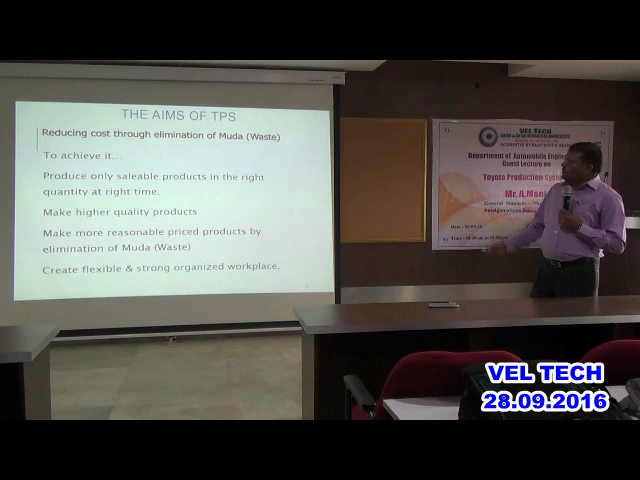 THE AIMS OF TPS
Reducing cost through elimination of Muda (Waste)
To achieve it...
Produce only saleable products in the right
quantity at right time.
Make higher quality products
Make more reasonable priced products by
elimination of Muda (Waste)
Create flexible & strong organized workplace.
VEL TECH
Department of Automobile
Guest Lecture on
Toyota Production
Mr. A.
General Manager
VEL TECH
28.09.2016